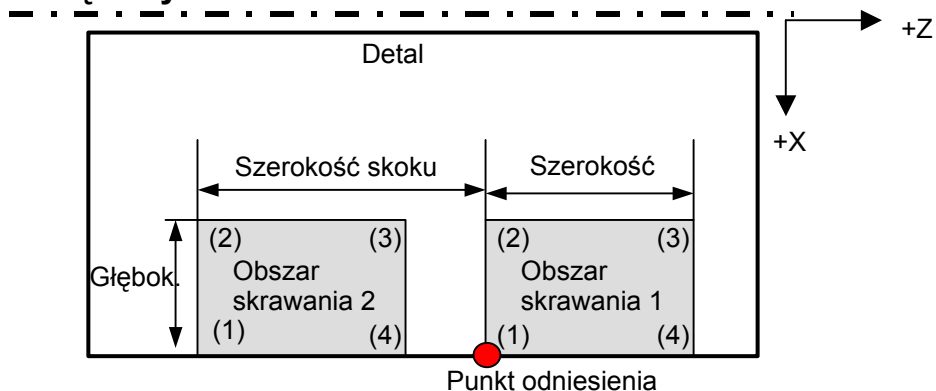 +Z
Detal
+X
Szerokość skoku
Szerokość
(2) (3)
(2) (3)
Głębok.
Obszar
skrawania 2
Obszar
skrawania 1
(1) (4)
(1) (4)
Punkt odniesienia